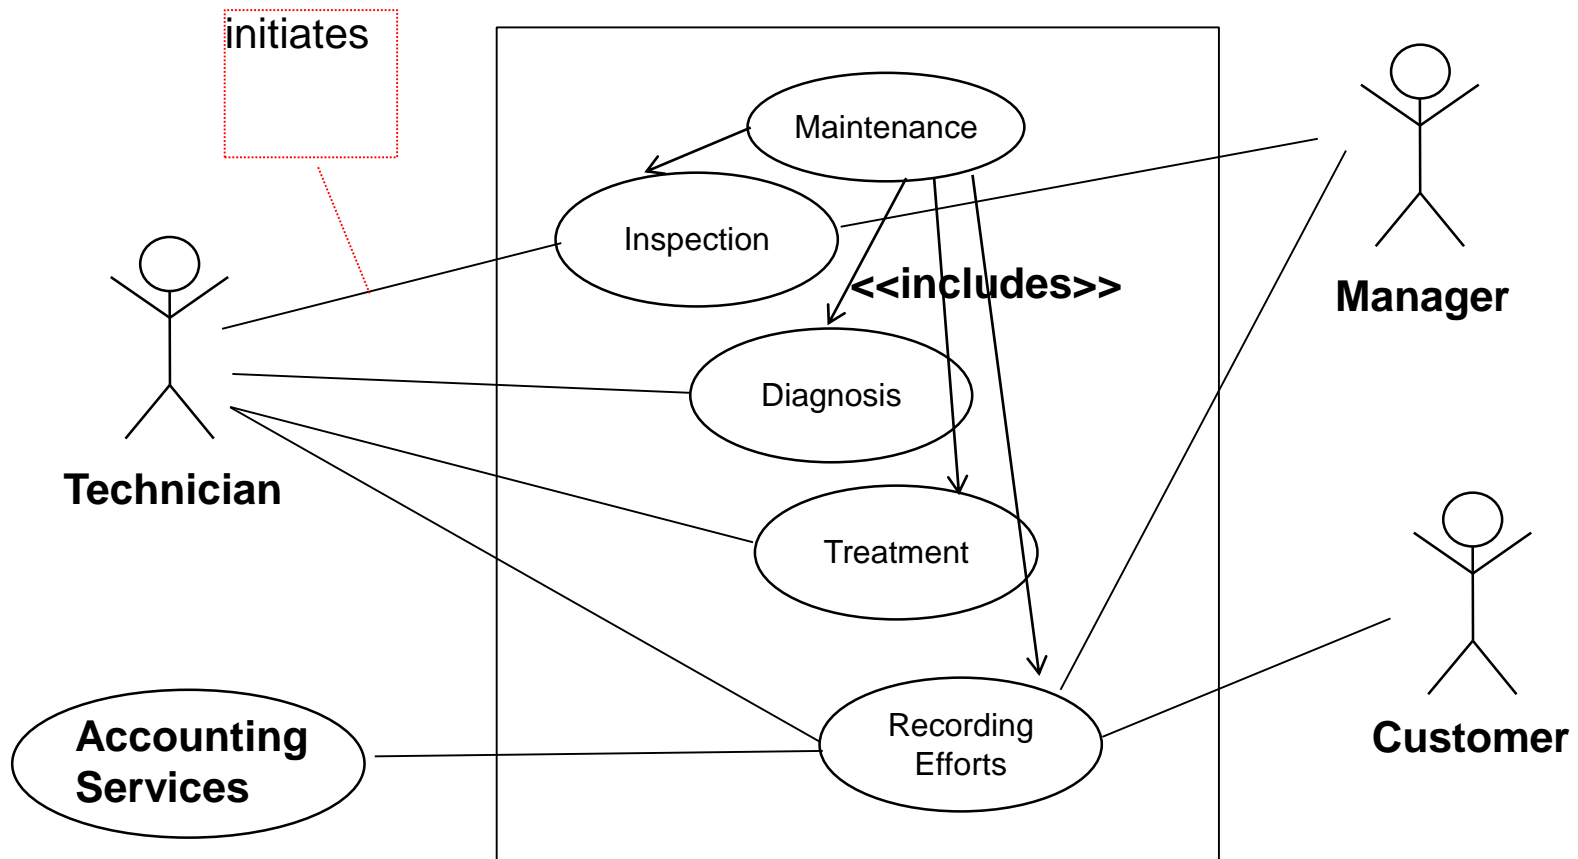 initiates
Maintenance
Inspection
<<includes>>
Manager
Diagnosis
Technician
Treatment
Recording
Efforts
Accounting
Services
Customer